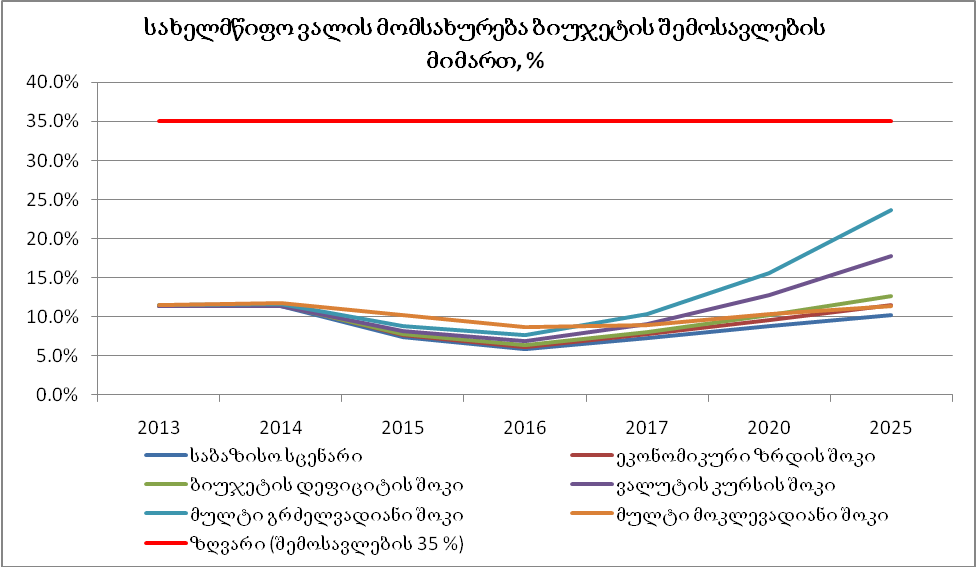 სახელმწიფო ვალის მომსახურება ბიუჯეტის შემოსავლების
მიმართ, %
40.0%
35.0%
30.0%
25.0%
20.0%
15.0%
10.0%
5.0%
0.0%
2013 2014 2015 2016 2017 2020 2025
საბაზისო სცენარი ეკონომიკური ზრდის შოკი
ბიუჯეტის დეფიციტის შოკი ვალუტის კურსის შოკი
მულტი გრძელვადიანი შოკი მულტი მოკლევადიანი შოკი
ზღვარი (შემოსავლების 35 %)